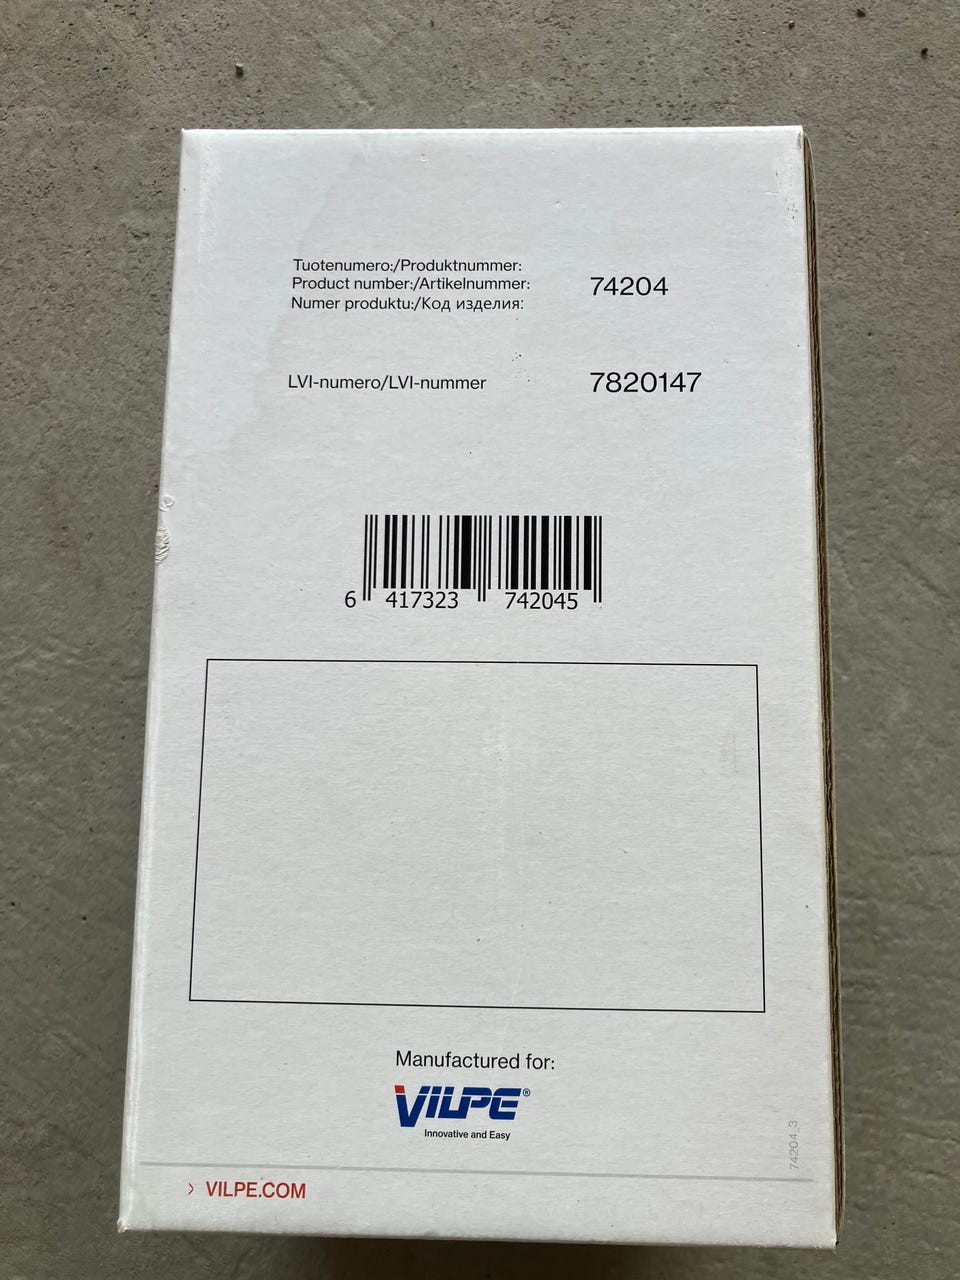 Tuotenumero:/Produktnummer:
Product number:/Artikelnummer:
Numer produktu:/Код изделия:
74204
LVI-numero/LVI-nummer
7820147
6 417323 742045
Manufactured for:
VILPE®
Innovative and Easy
74204_3
> VILPE.COM